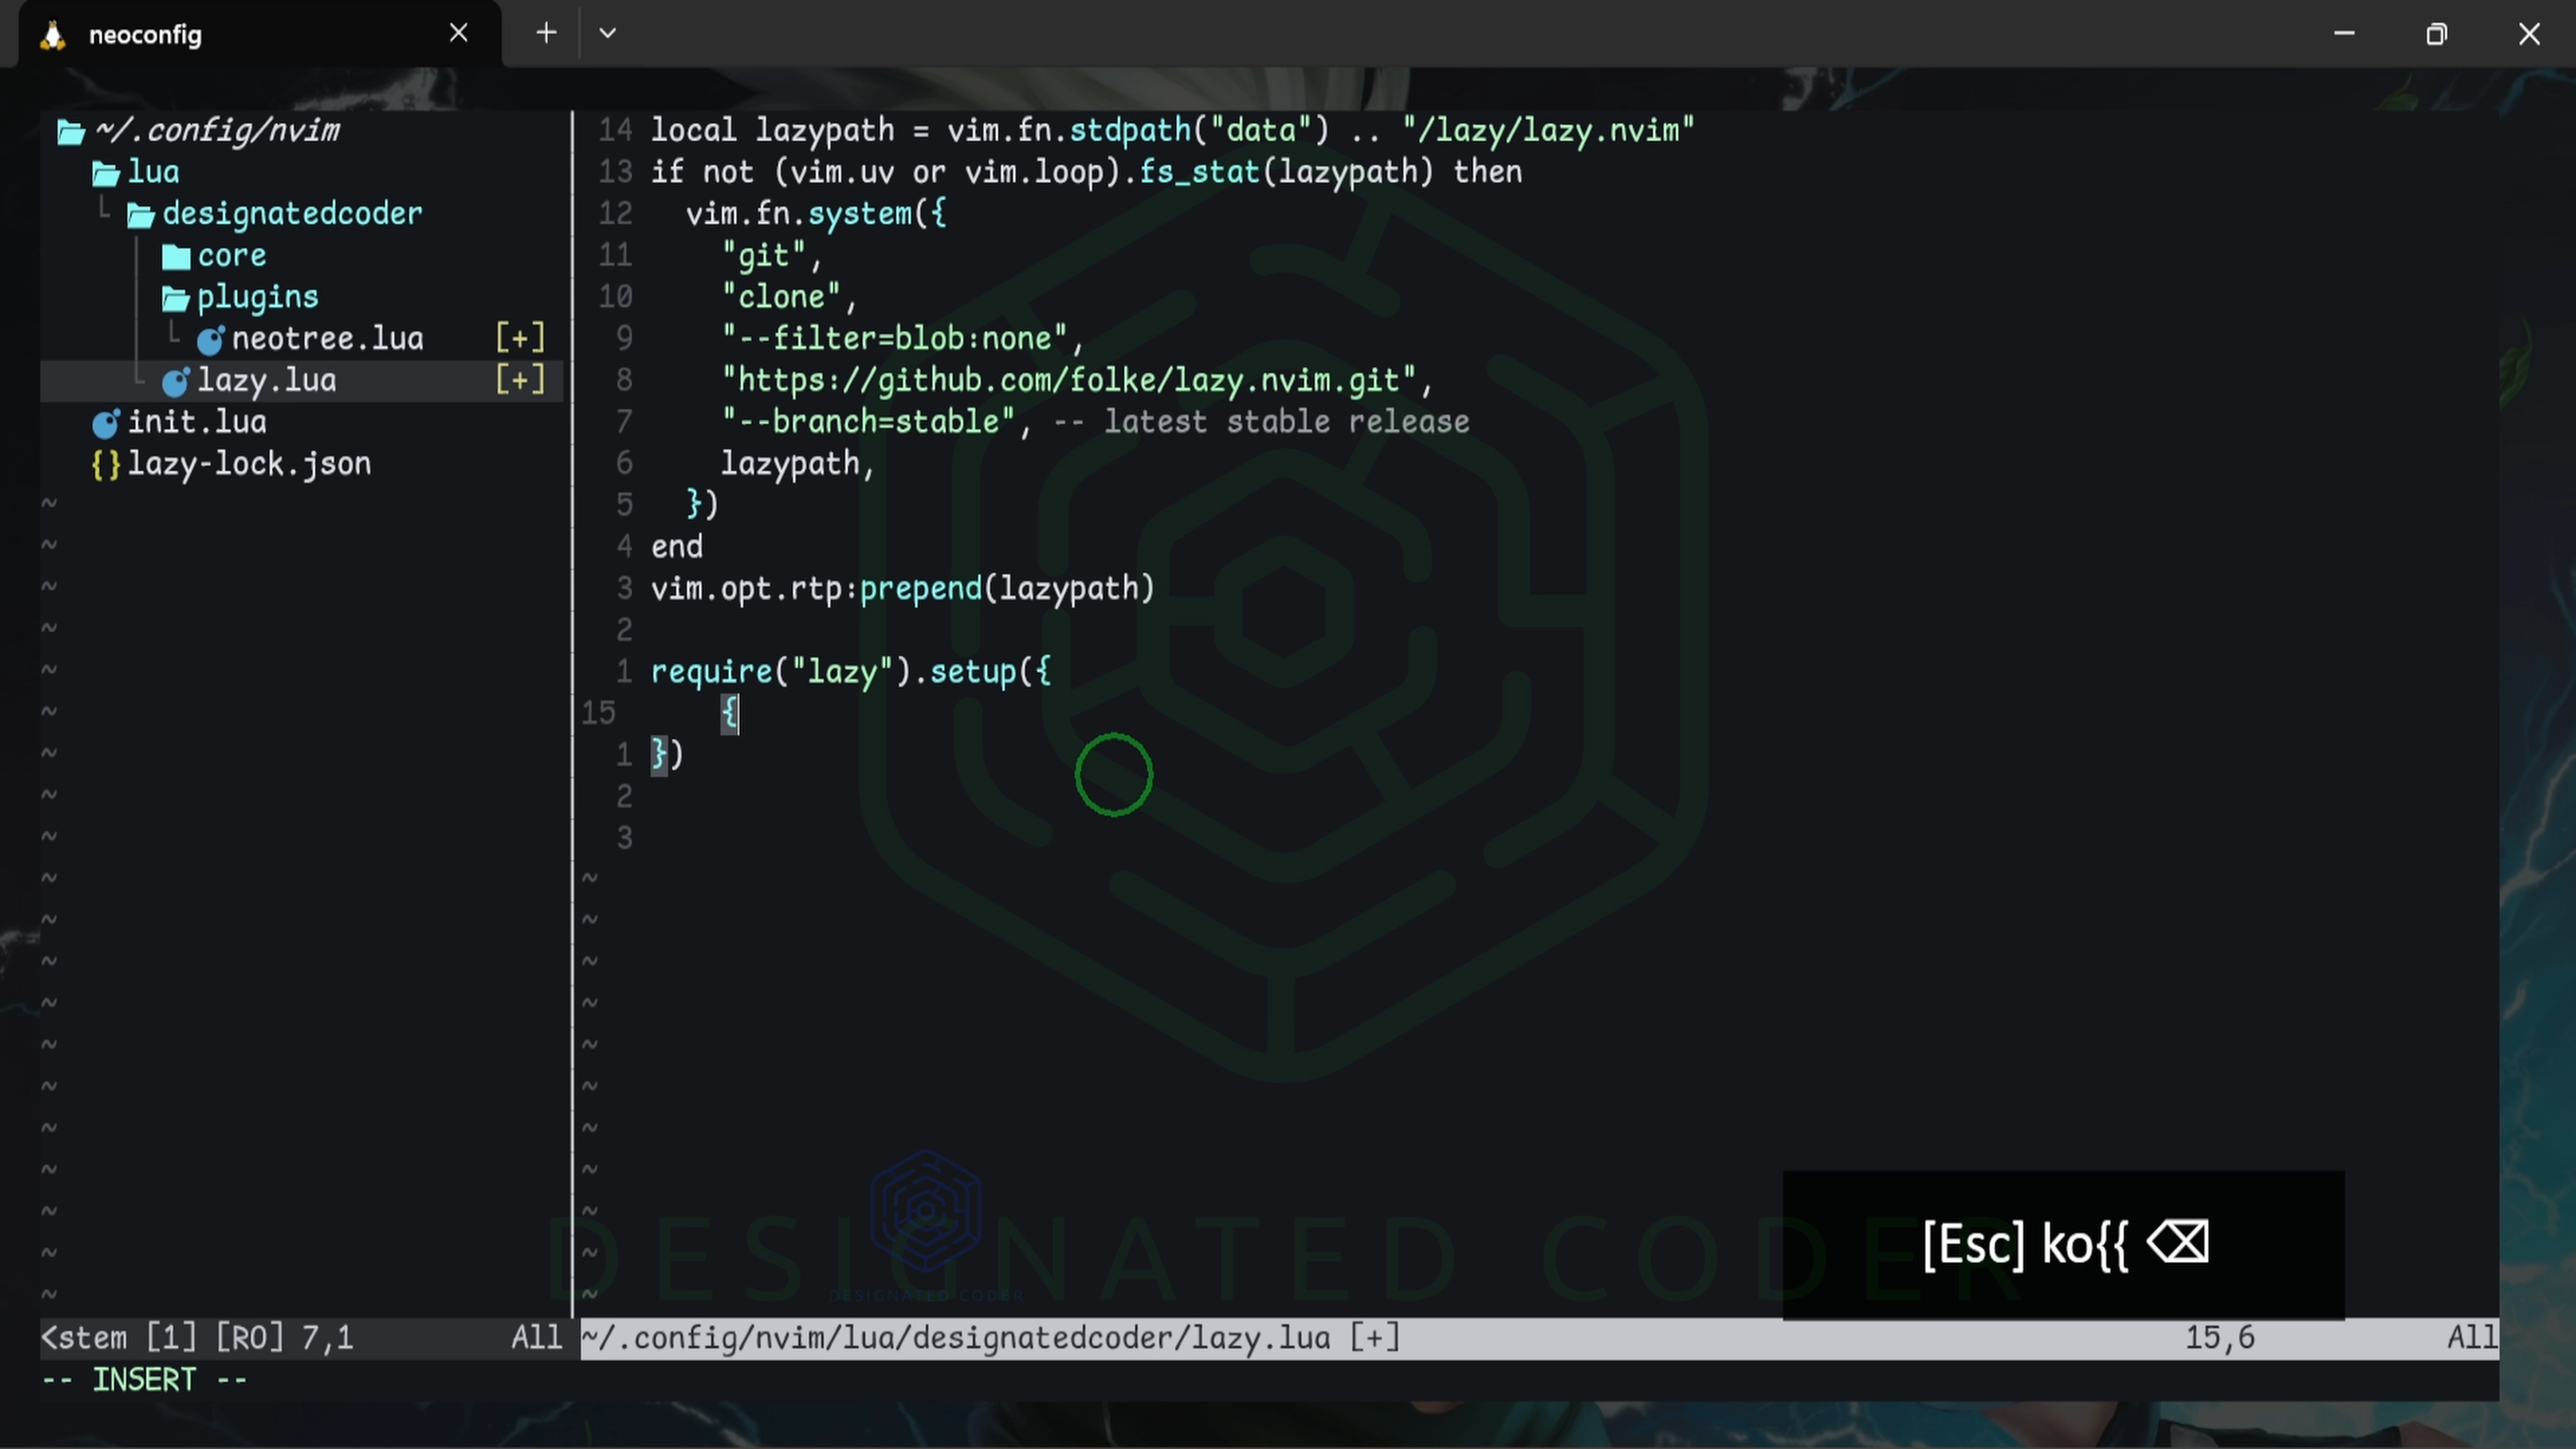 neoconfig
~/.config/nvim
lua
designatedcoder
core
plugins
neotree.lua [+]
lazy.lua [+]
init.lua
{} lazy-lock.json
14 local lazypath = vim.fn.stdpath("data") .. "/lazy/lazy.nvim"
13 if not (vim.uv or vim.loop).fs_stat(lazypath) then
12 vim.fn.system({
11 "git",
10 "clone",
9 "--filter=blob:none",
8 "https://github.com/folke/lazy.nvim.git",
7 "--branch=stable", -- latest stable release
6 lazypath,
5 })
4 end
3 vim.opt.rtp:prepend(lazypath)
2
1 require("lazy").setup({
15 {
1 })
2
3
DESIGNATED CODER
DESIGNATED CODER
[Esc] ko{{ ⌫
<stem [1] [RO] 7,1 All
~/.config/nvim/lua/designatedcoder/lazy.lua [+] 15,6 All
-- INSERT --